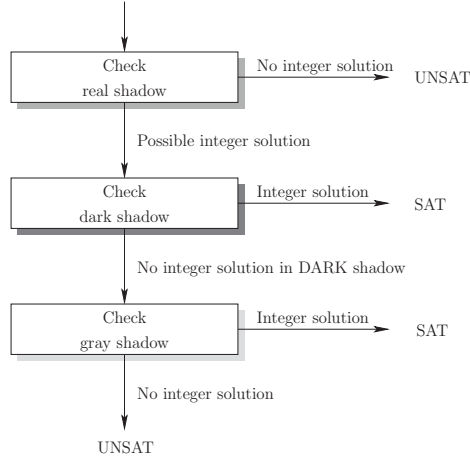 Check
real shadow
No integer solution
UNSAT
Possible integer solution
Check
dark shadow
Integer solution
SAT
No integer solution in DARK shadow
Check
gray shadow
Integer solution
SAT
No integer solution
UNSAT